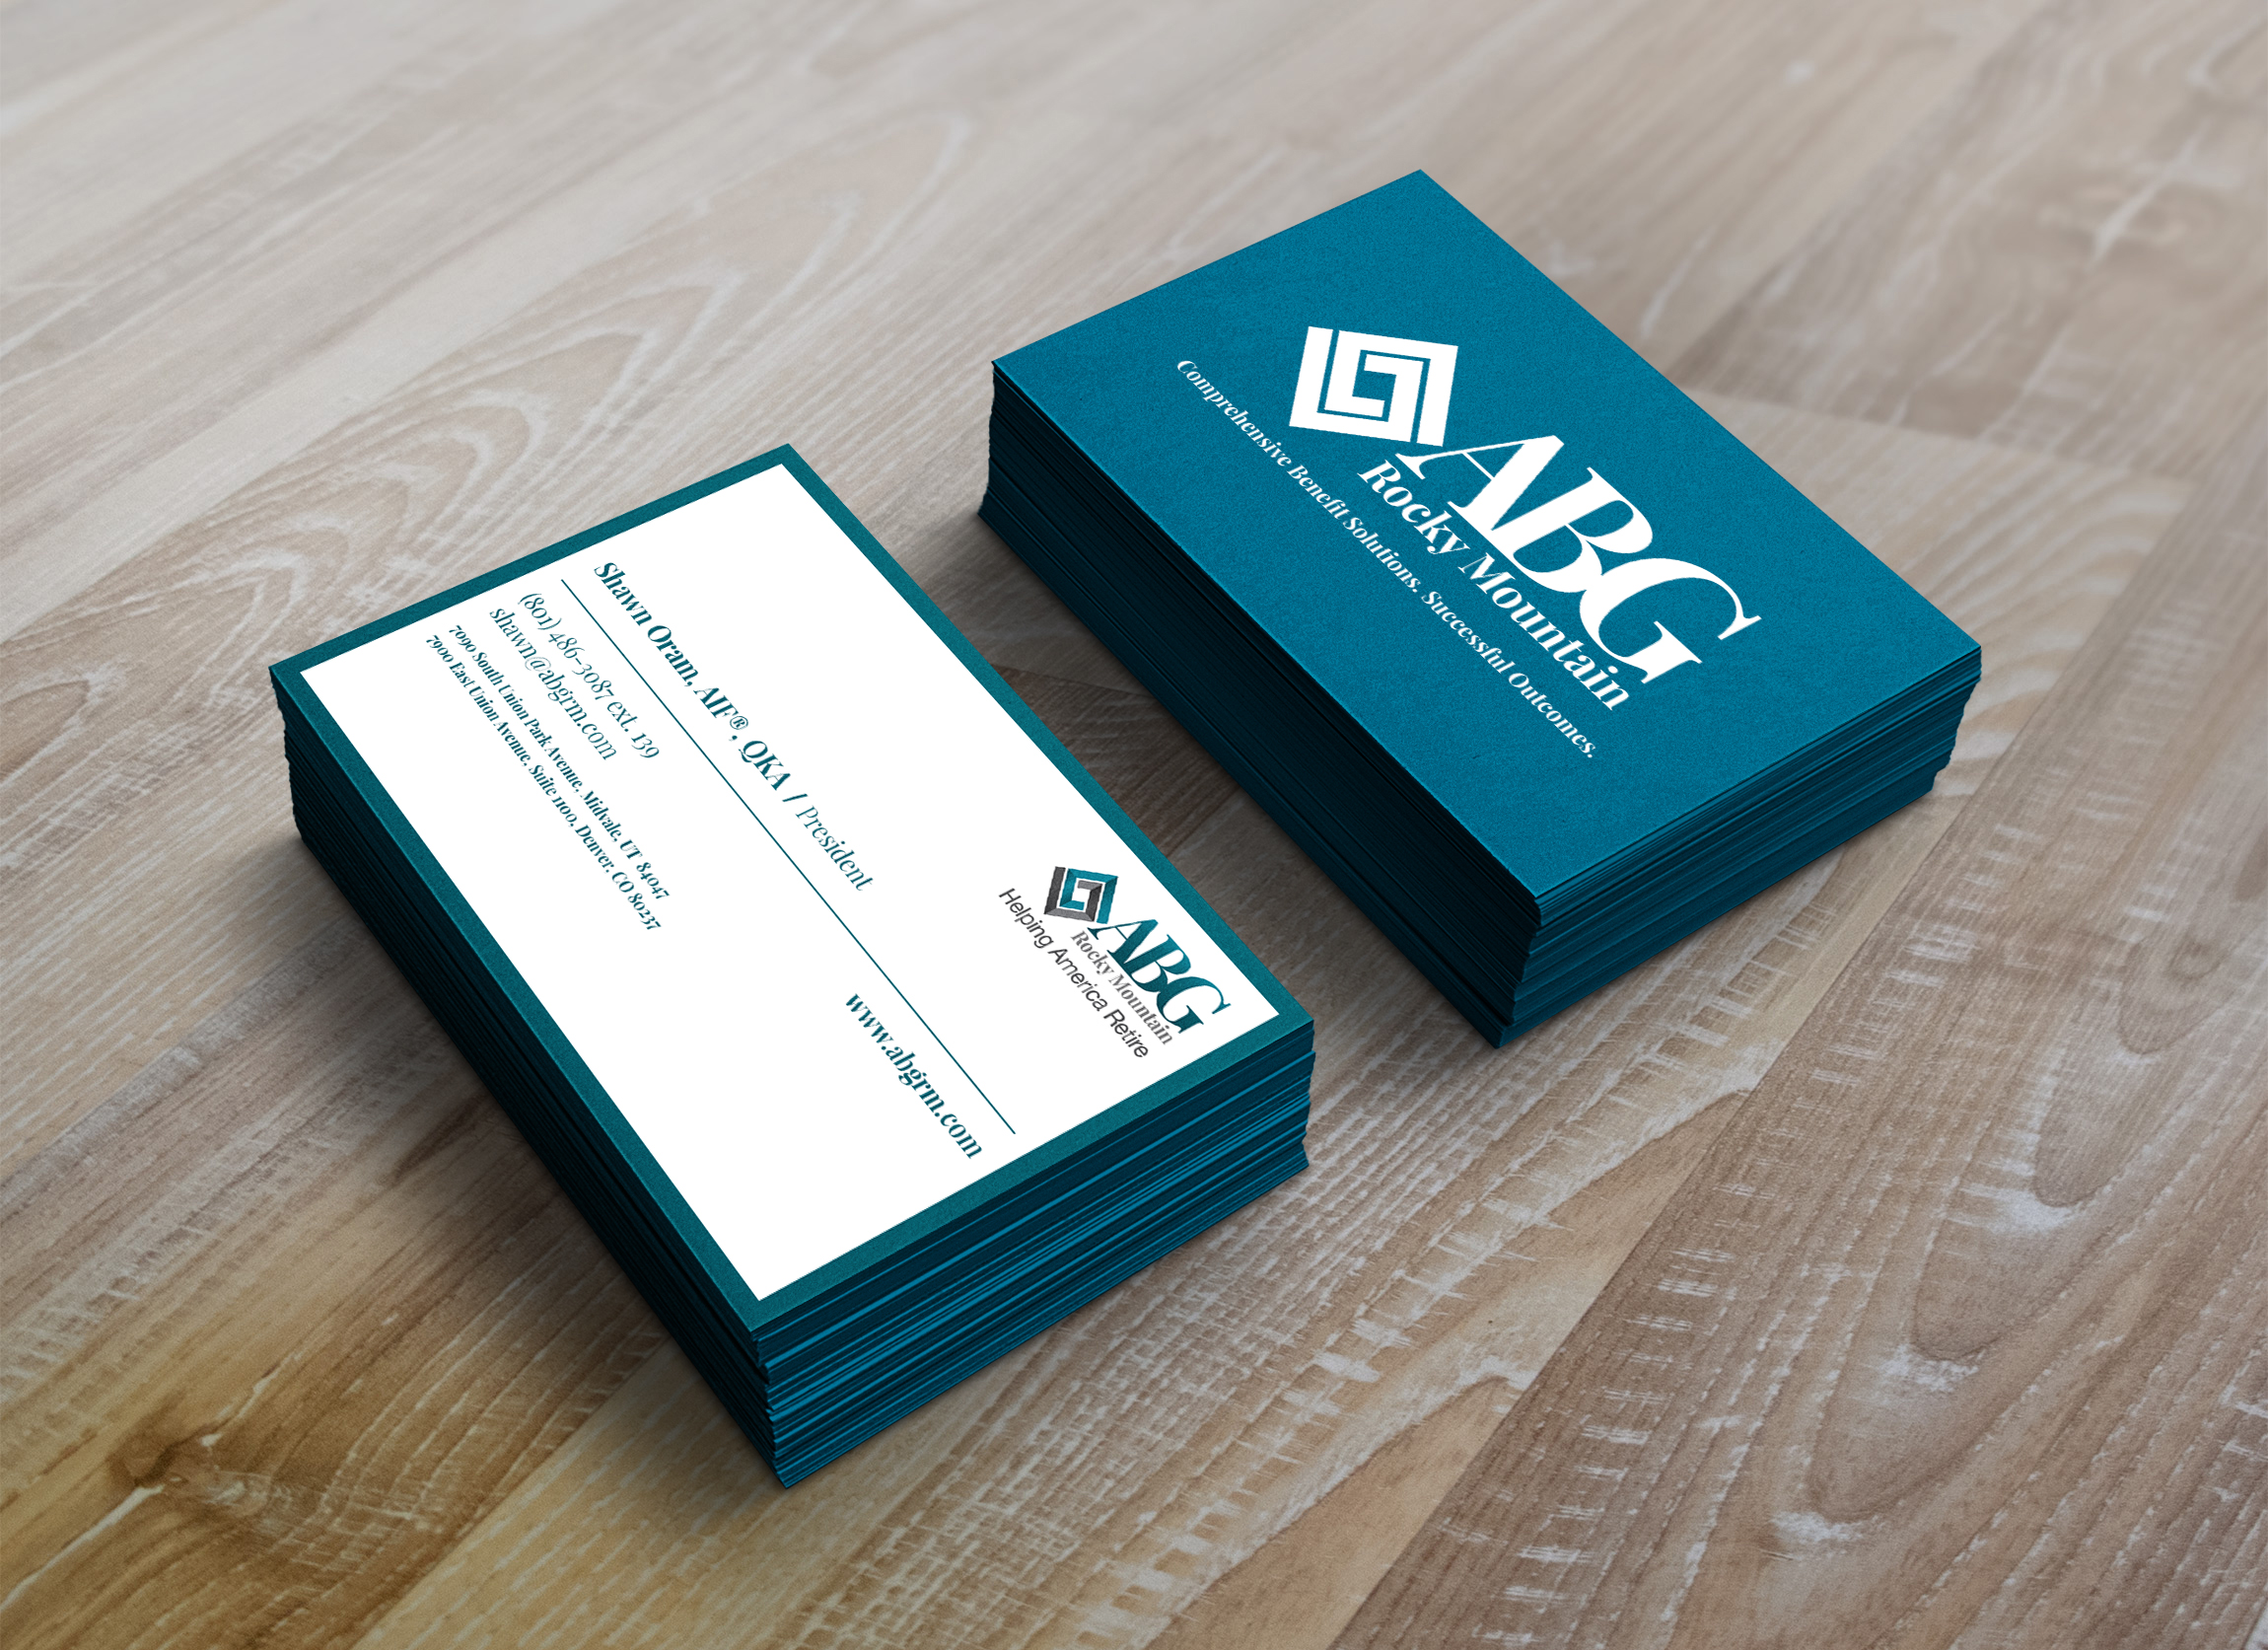 Shawn Oram, AIF®, QKA / President
(801) 486-3087 ext. 139
shawn@abgrm.com
7090 South Union Park Avenue, Midvale, UT 84047
7900 East Union Avenue, Suite 1100, Denver, CO 80237
www.abgrm.com
ABG
Rocky Mountain
Helping America Retire
ABG
Rocky Mountain
Comprehensive Benefit Solutions. Successful Outcomes.